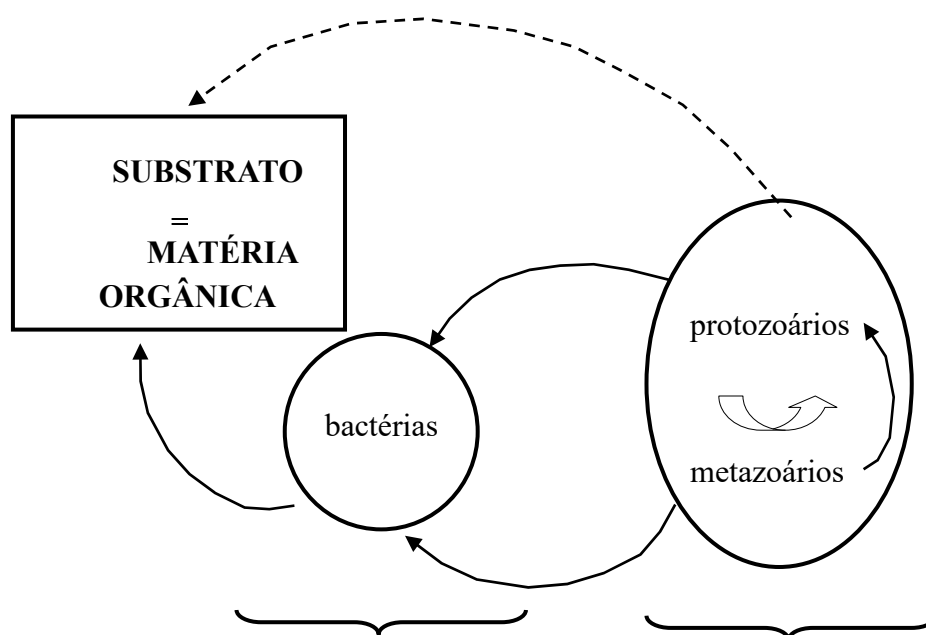 SUBSTRATO
=
MATÉRIA
ORGÂNICA
bactérias
protozoários
metazoários